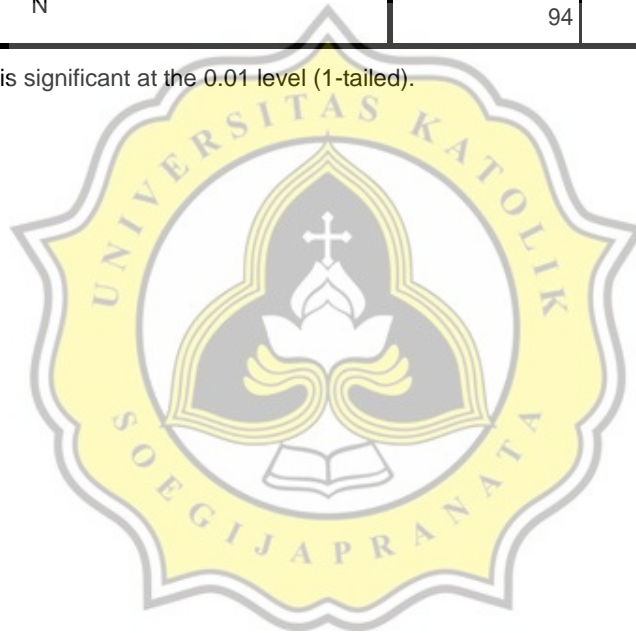 N 94
is significant at the 0.01 level (1-tailed).
UNIVERSITAS KATOLIK
SOEGIJAPRANATA